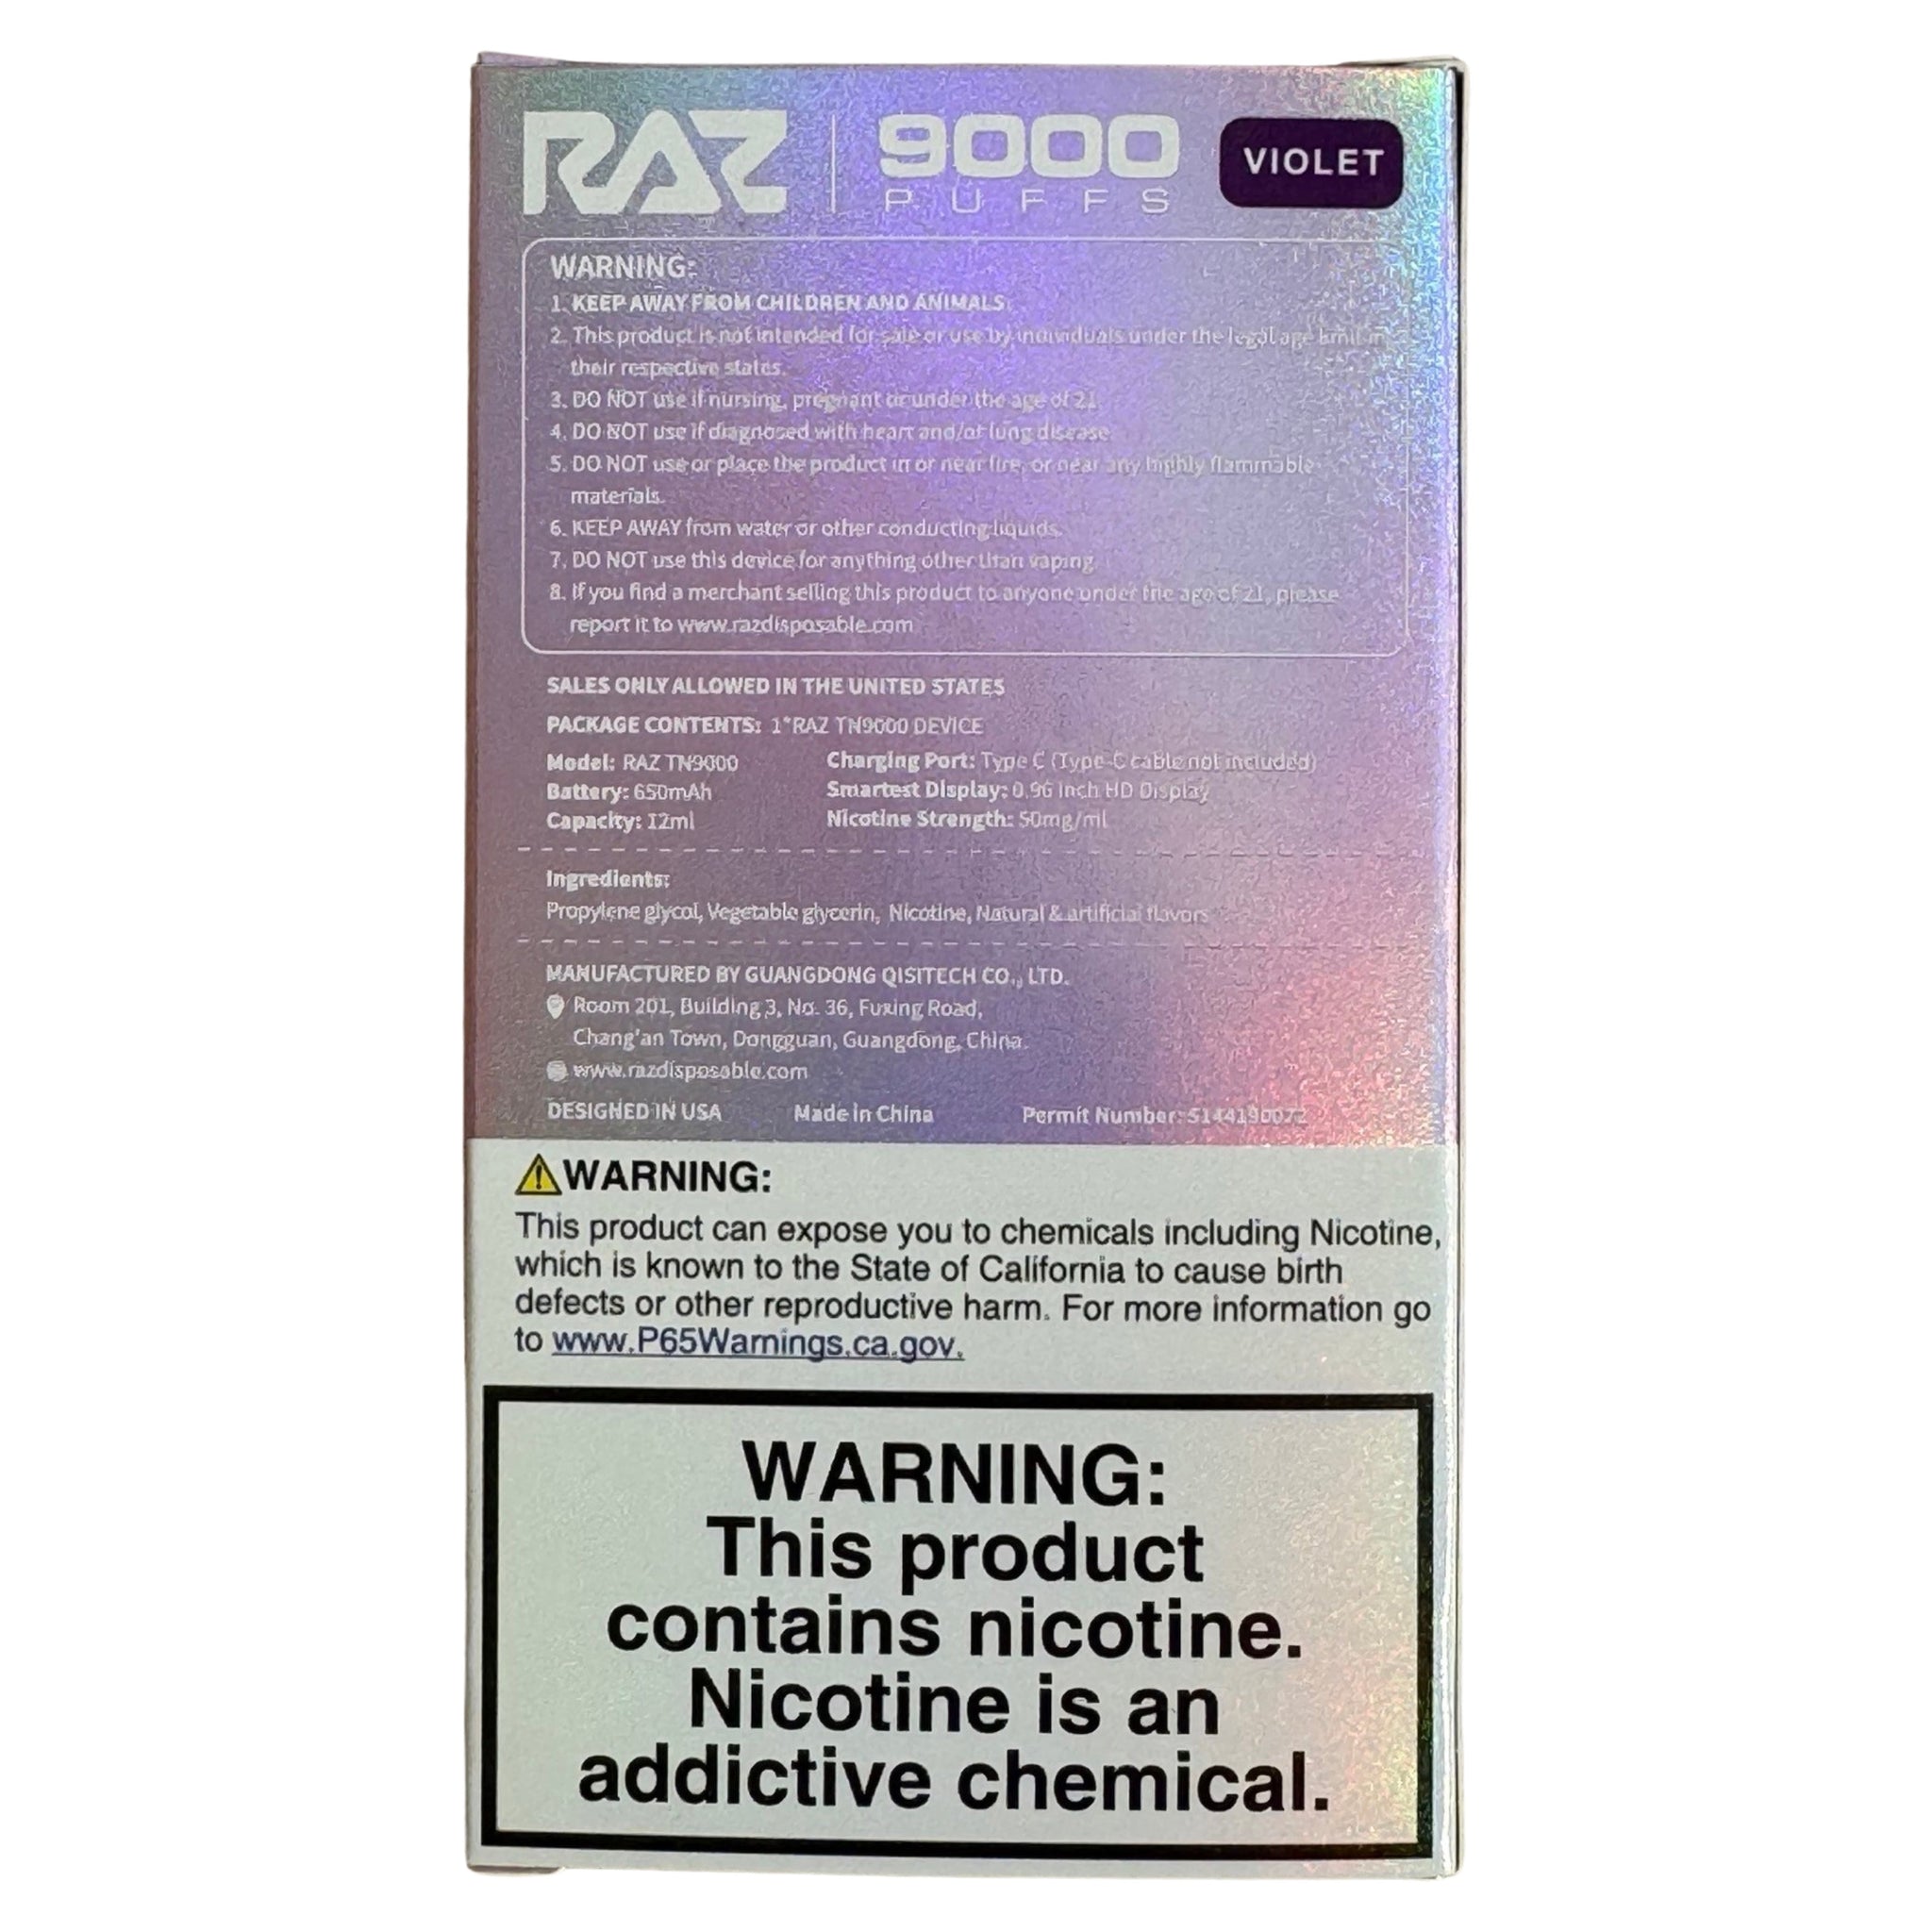 RAZ
9000
PUFFS
VIOLET
WARNING:
1. KEEP AWAY FROM CHILDREN AND ANIMALS.
2. This product is not intended for sale or use by individuals under the legal age limit in
their respective states.
3. DO NOT use if nursing, pregnant or under the age of 21.
4. DO NOT use if diagnosed with heart and/or lung disease.
5. DO NOT use or place the product in or near fire, or near any highly flammable
materials.
6. KEEP AWAY from water or other conducting liquids.
7. DO NOT use this device for anything other than vaping.
8. If you find a merchant selling this product to anyone under the age of 21, please
report it to www.razdisposable.com
SALES ONLY ALLOWED IN THE UNITED STATES
PACKAGE CONTENTS: 1*RAZ TN9000 DEVICE
Model: RAZ TN9000 Charging Port: Type C (Type-C cable not included)
Battery: 650mAh Smartest Display: 0.96 inch HD Display
Capacity: 12ml Nicotine Strength: 50mg/ml
Ingredients:
Propylene glycol, Vegetable glycerin, Nicotine, Natural & artificial flavors
MANUFACTURED BY GUANGDONG QISITECH CO., LTD.
Room 201, Building 3, No. 36, Fuxing Road,
Chang'an Town, Dongguan, Guangdong, China.
www.razdisposable.com
DESIGNED IN USA Made in China Permit Number: 5144190072
WARNING:
This product can expose you to chemicals including Nicotine,
which is known to the State of California to cause birth
defects or other reproductive harm. For more information go
to www.P65Warnings.ca.gov.
WARNING:
This product
contains nicotine.
Nicotine is an
addictive chemical.